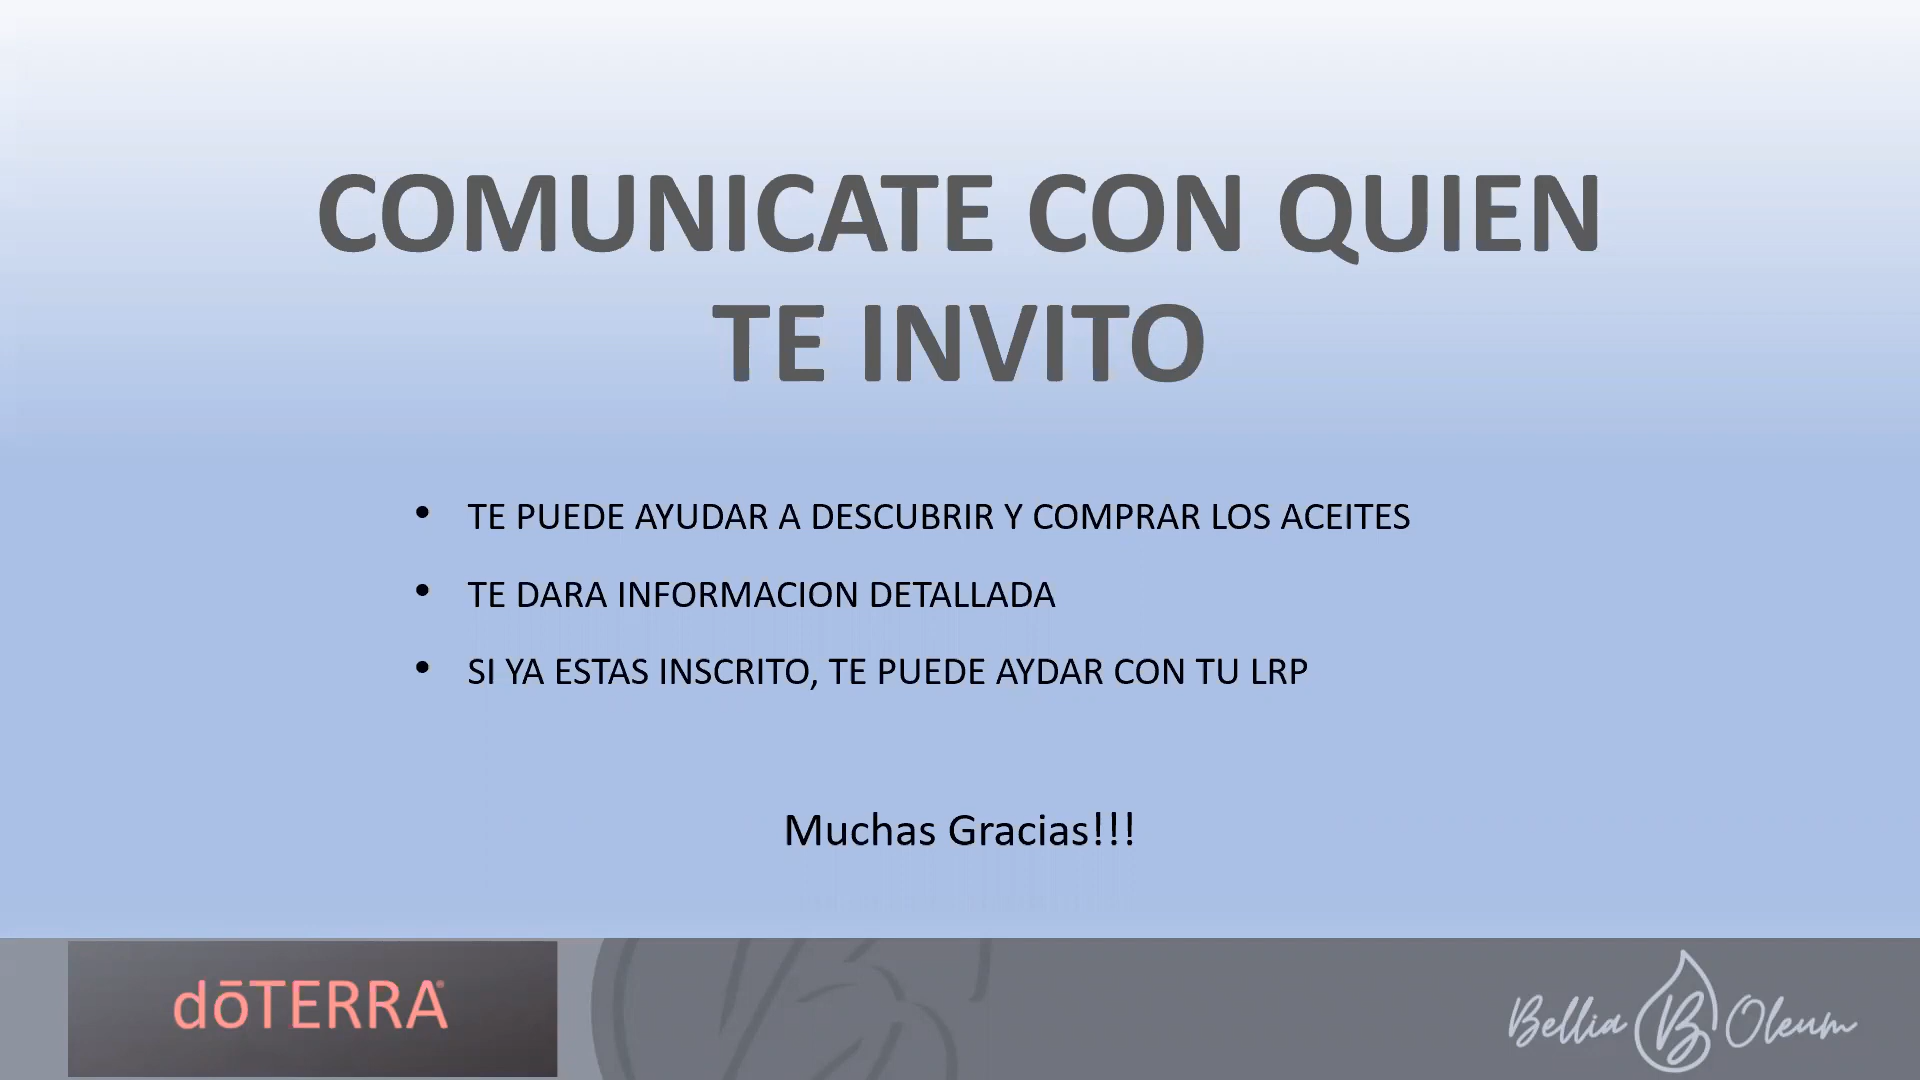 COMUNICATE CON QUIEN
TE INVITO
• TE PUEDE AYUDAR A DESCUBRIR Y COMPRAR LOS ACEITES
• TE DARA INFORMACION DETALLADA
• SI YA ESTAS INSCRITO, TE PUEDE AYDAR CON TU LRP
Muchas Gracias!!!
dōTERRA®
Bellia B Oleum